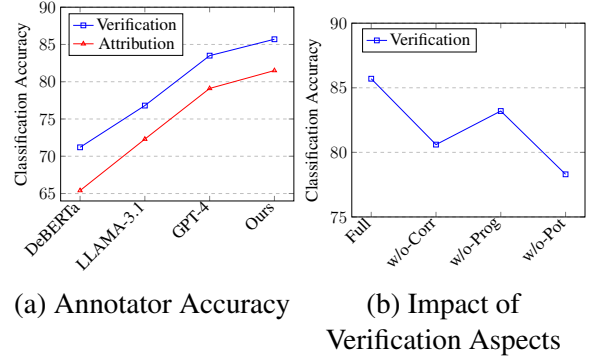 90
85
80
75
70
65
Classification Accuracy
Verification
Attribution
DeBERTa
LLAMA-3.1
GPT-4
Ours
(a) Annotator Accuracy
90
85
80
75
Classification Accuracy
Verification
Full
w/o-Corr
w/o-Prog
w/o-Pot
(b) Impact of
Verification Aspects